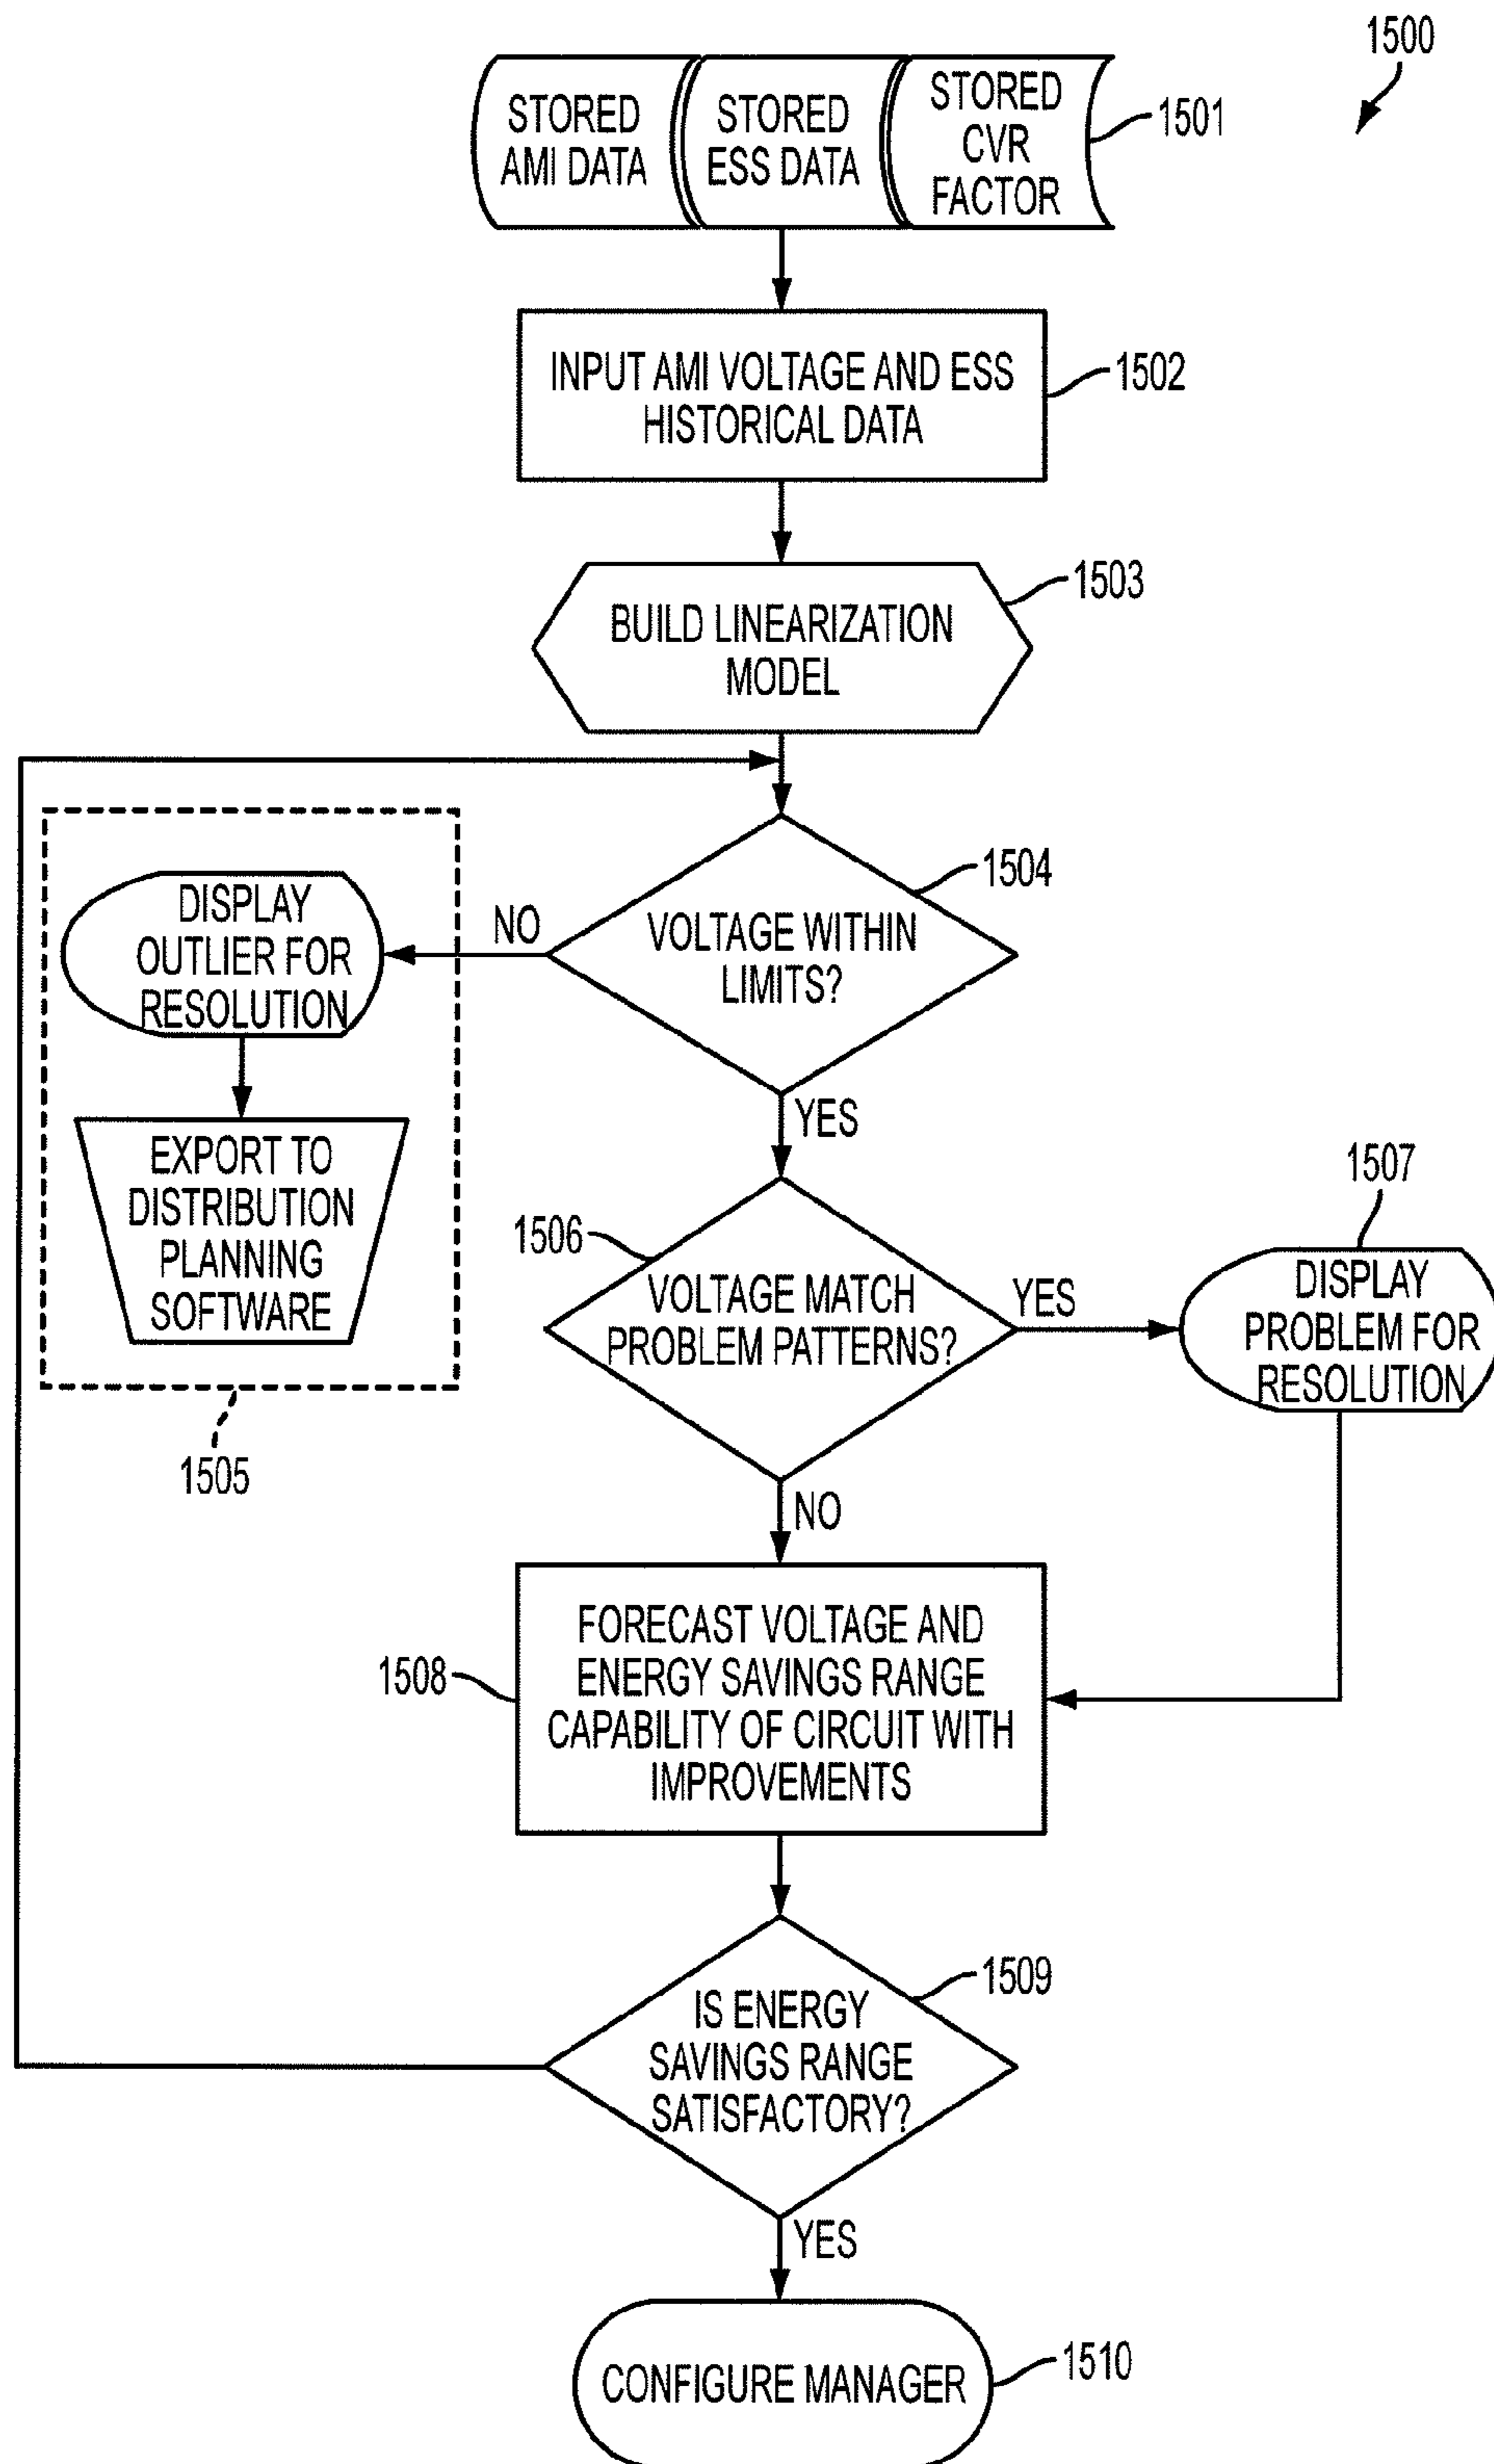 1500
STORED
AMI DATA
STORED
ESS DATA
STORED
CVR
FACTOR
1501
INPUT AMI VOLTAGE AND ESS
HISTORICAL DATA
1502
BUILD LINEARIZATION
MODEL
1503
VOLTAGE WITHIN
LIMITS?
1504
NO
DISPLAY
OUTLIER FOR
RESOLUTION
EXPORT TO
DISTRIBUTION
PLANNING
SOFTWARE
1505
YES
1506
VOLTAGE MATCH
PROBLEM PATTERNS?
YES
1507
DISPLAY
PROBLEM FOR
RESOLUTION
NO
1508
FORECAST VOLTAGE AND
ENERGY SAVINGS RANGE
CAPABILITY OF CIRCUIT WITH
IMPROVEMENTS
1509
IS ENERGY
SAVINGS RANGE
SATISFACTORY?
YES
CONFIGURE MANAGER
1510